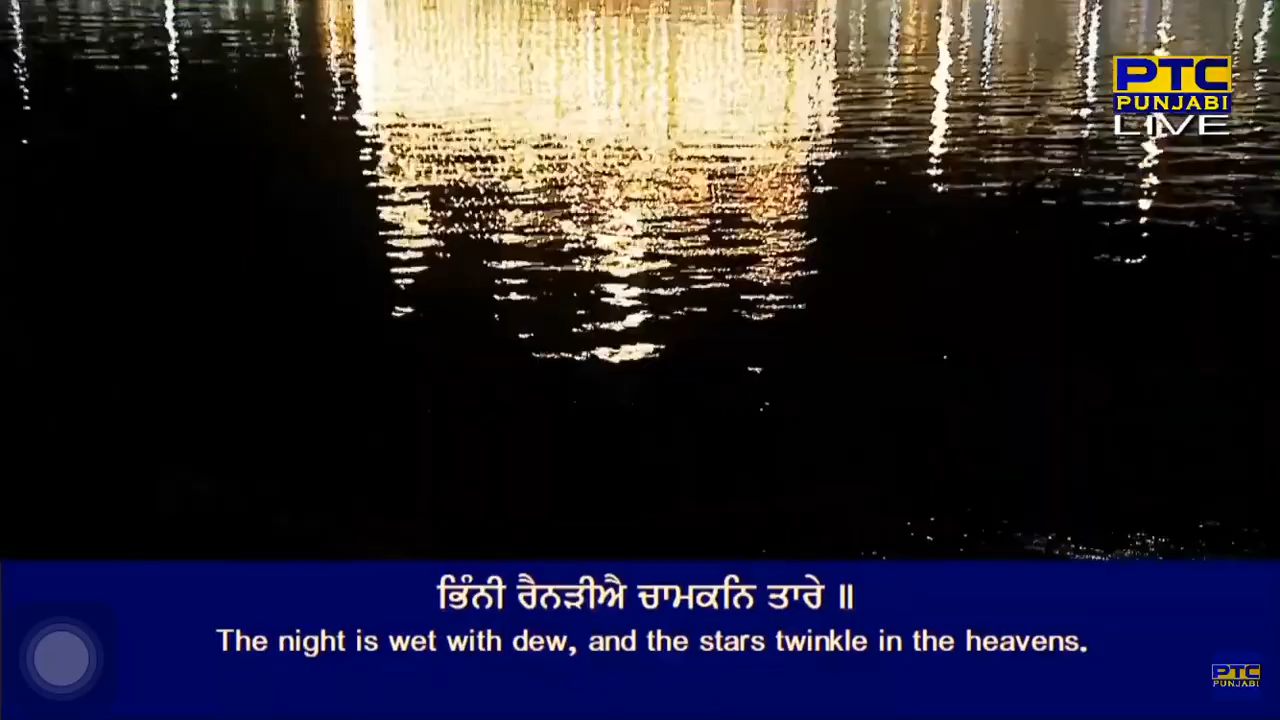 PTC
PUNJABI
LIVE
ਭਿੰਨੀ ਰੈਨੜੀਐ ਚਾਮਕਨਿ ਤਾਰੇ ॥
The night is wet with dew, and the stars twinkle in the heavens.
PTC
PUNJABI